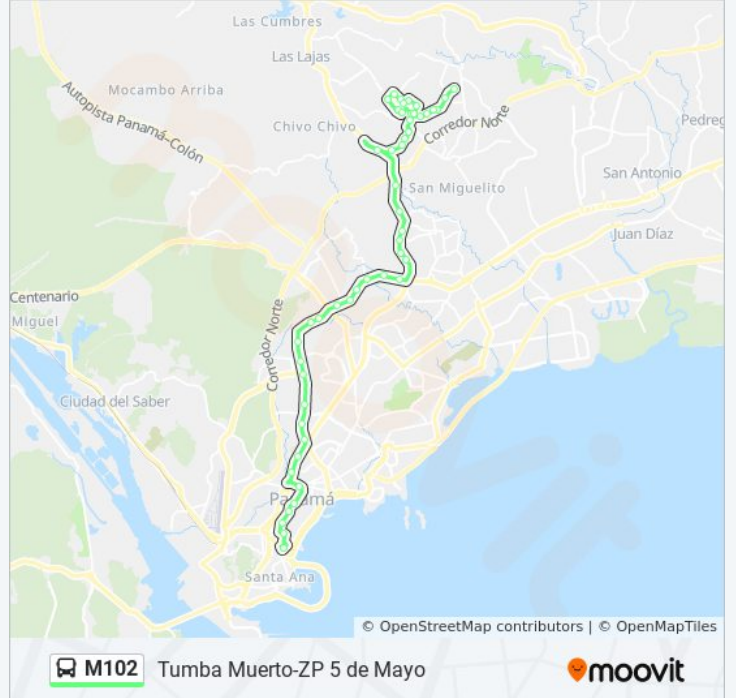 Las Cumbres
Las Lajas
Mocambo Arriba
Autopista Panamá-Colón
Chivo Chivo
Corredor Norte
Pedreg
San Antonio
San Miguelito
Juan Díaz
Centenario
Miguel
Corredor Norte
Ciudad del Saber
Panamá
Santa Ana
© OpenStreetMap contributors | © OpenMapTiles
M102 Tumba Muerto-ZP 5 de Mayo
moovit